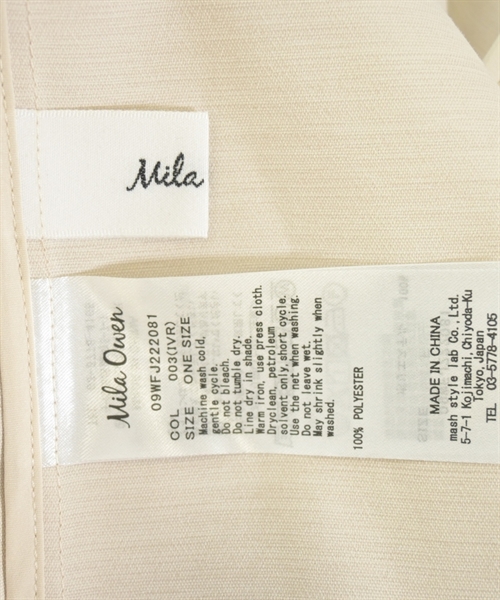 Mila
Mila Owen
09WFJ222081
COL 003(IVR)
SIZE ONE SIZE
Machine wash cold,
gentle cycle.
Do not bleach.
Do not tumble dry.
Line dry in shade.
Warm iron, use press cloth.
Dryclean, petroleum
solvent only, short cycle.
Use the net when washing.
Do not leave wet.
May shrink slightly when
washed.
100% POLYESTER
MADE IN CHINA
mash style lab Co., Ltd.
5-7-1 Kojimachi, Chiyoda-Ku
Tokyo, Japan
TEL 03-5778-4105